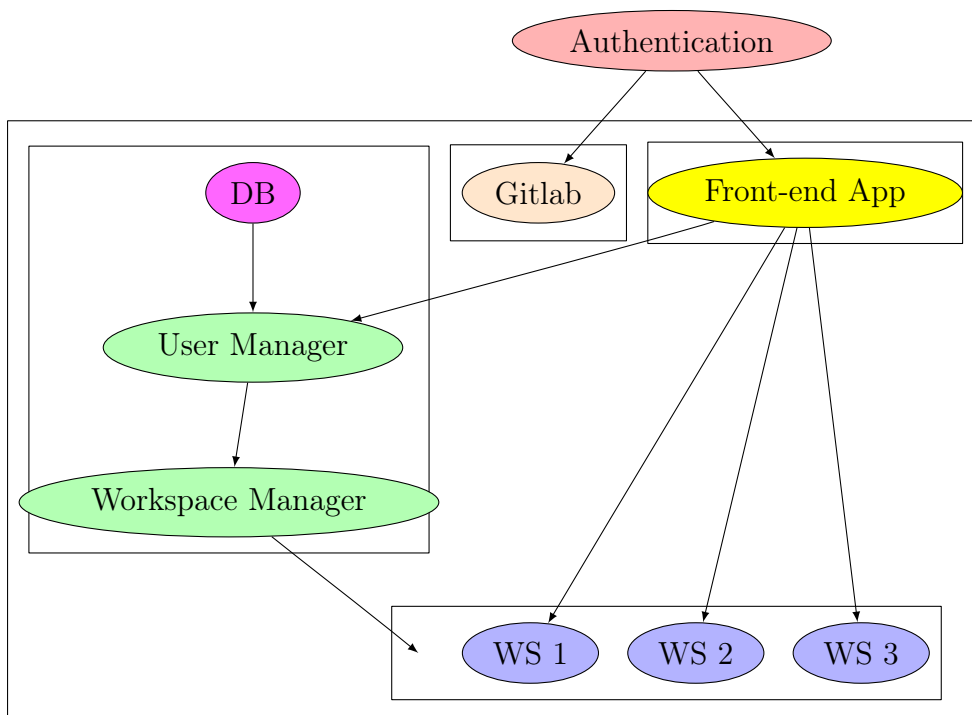 Authentication
DB
Gitlab
Front-end App
User Manager
Workspace Manager
WS 1
WS 2
WS 3